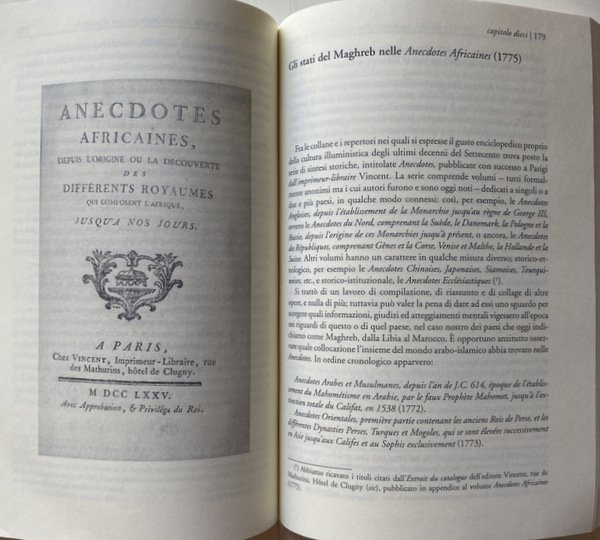 ANECDOTES
AFRICAINES,
DEPUIS L'ORIGINE OU LA DÉCOUVERTE
DES
DIFFÉRENTS ROYAUMES
QUI COMPOSENT L'AFRIQUE,
JUSQU'A NOS JOURS.
A PARIS,
Chez VINCENT, Imprimeur-Libraire, rue
des Mathurins, hôtel de Clugny.
M DCC LXXV.
Avec Approbation, & Privilége du Roi.
capitolo dieci | 179
Gli stati del Maghreb nelle Anecdotes Africaines (1775)
Fra le collane e i repertori nei quali si espresse il gusto enciclopedico proprio
della cultura illuministica degli ultimi decenni del Settecento trova posto la
serie di sintesi storiche, intitolate Anecdotes, pubblicate con successo a Parigi
dall'imprimeur-libraire Vincent. La serie comprende volumi – tutti formal-
mente anonimi ma i cui autori furono e sono oggi noti – dedicati a singoli o a
due e più paesi, in qualche modo connessi: così, per esempio, le Anecdotes
Angloises, depuis l'établissement de la Monarchie jusqu'au règne de George III,
ovvero le Anecdotes du Nord, comprenant la Suède, le Danemark, la Pologne et la
Russie, depuis l'origine de ces Monarchies jusqu'à présent, o ancora, le Anecdotes
des Républiques, comprenant Gênes et la Corse, Venise et Malthe, la Hollande et la
Suisse. Altri volumi hanno un carattere in qualche misura diverso; storico-et-
nologico, per esempio le Anecdotes Chinoises, Japonaises, Siamoises, Tourqui-
noises, etc., e storico-istituzionale, le Anecdotes Ecclésiastiques (¹).
Si trattò di un lavoro di compilazione, di riassunto e di collage di altre
opere, e nulla di più; tuttavia può valer la pena di dare ad essi uno sguardo per
scorgere quali informazioni, giudizi ed atteggiamenti mentali vigessero all'epoca
nei riguardi di questo o di quel paese, nel caso nostro dei paesi che oggi indi-
chiamo come Maghreb, dalla Libia al Marocco. È opportuno anzitutto osser-
vare quale collocazione l'insieme del mondo arabo-islamico abbia trovato nelle
Anecdotes. In ordine cronologico apparvero:
Anecdotes Arabes et Musulmanes, depuis l'an de J.C. 614, époque de l'établis-
sement du Mahométisme en Arabie, par le faux Prophète Mahomet, jusqu'à l'ex-
tinction totale du Califat, en 1538 (1772).
Anecdotes Orientales, première partie contenant les anciens Rois de Perse, et les
différentes Dynasties Perses, Turques et Mogoles, qui se sont élevées successivement
en Asie jusqu'aux Califes et au Sophis exclusivement (1773).
(¹) Abbiamo ricavato i titoli citati dall'Extrait du catalogue dell'editore Vincent, rue de
Mathurins, Hôtel de Clugny (sic), pubblicato in appendice al volume Anecdotes Africaines
(1775).